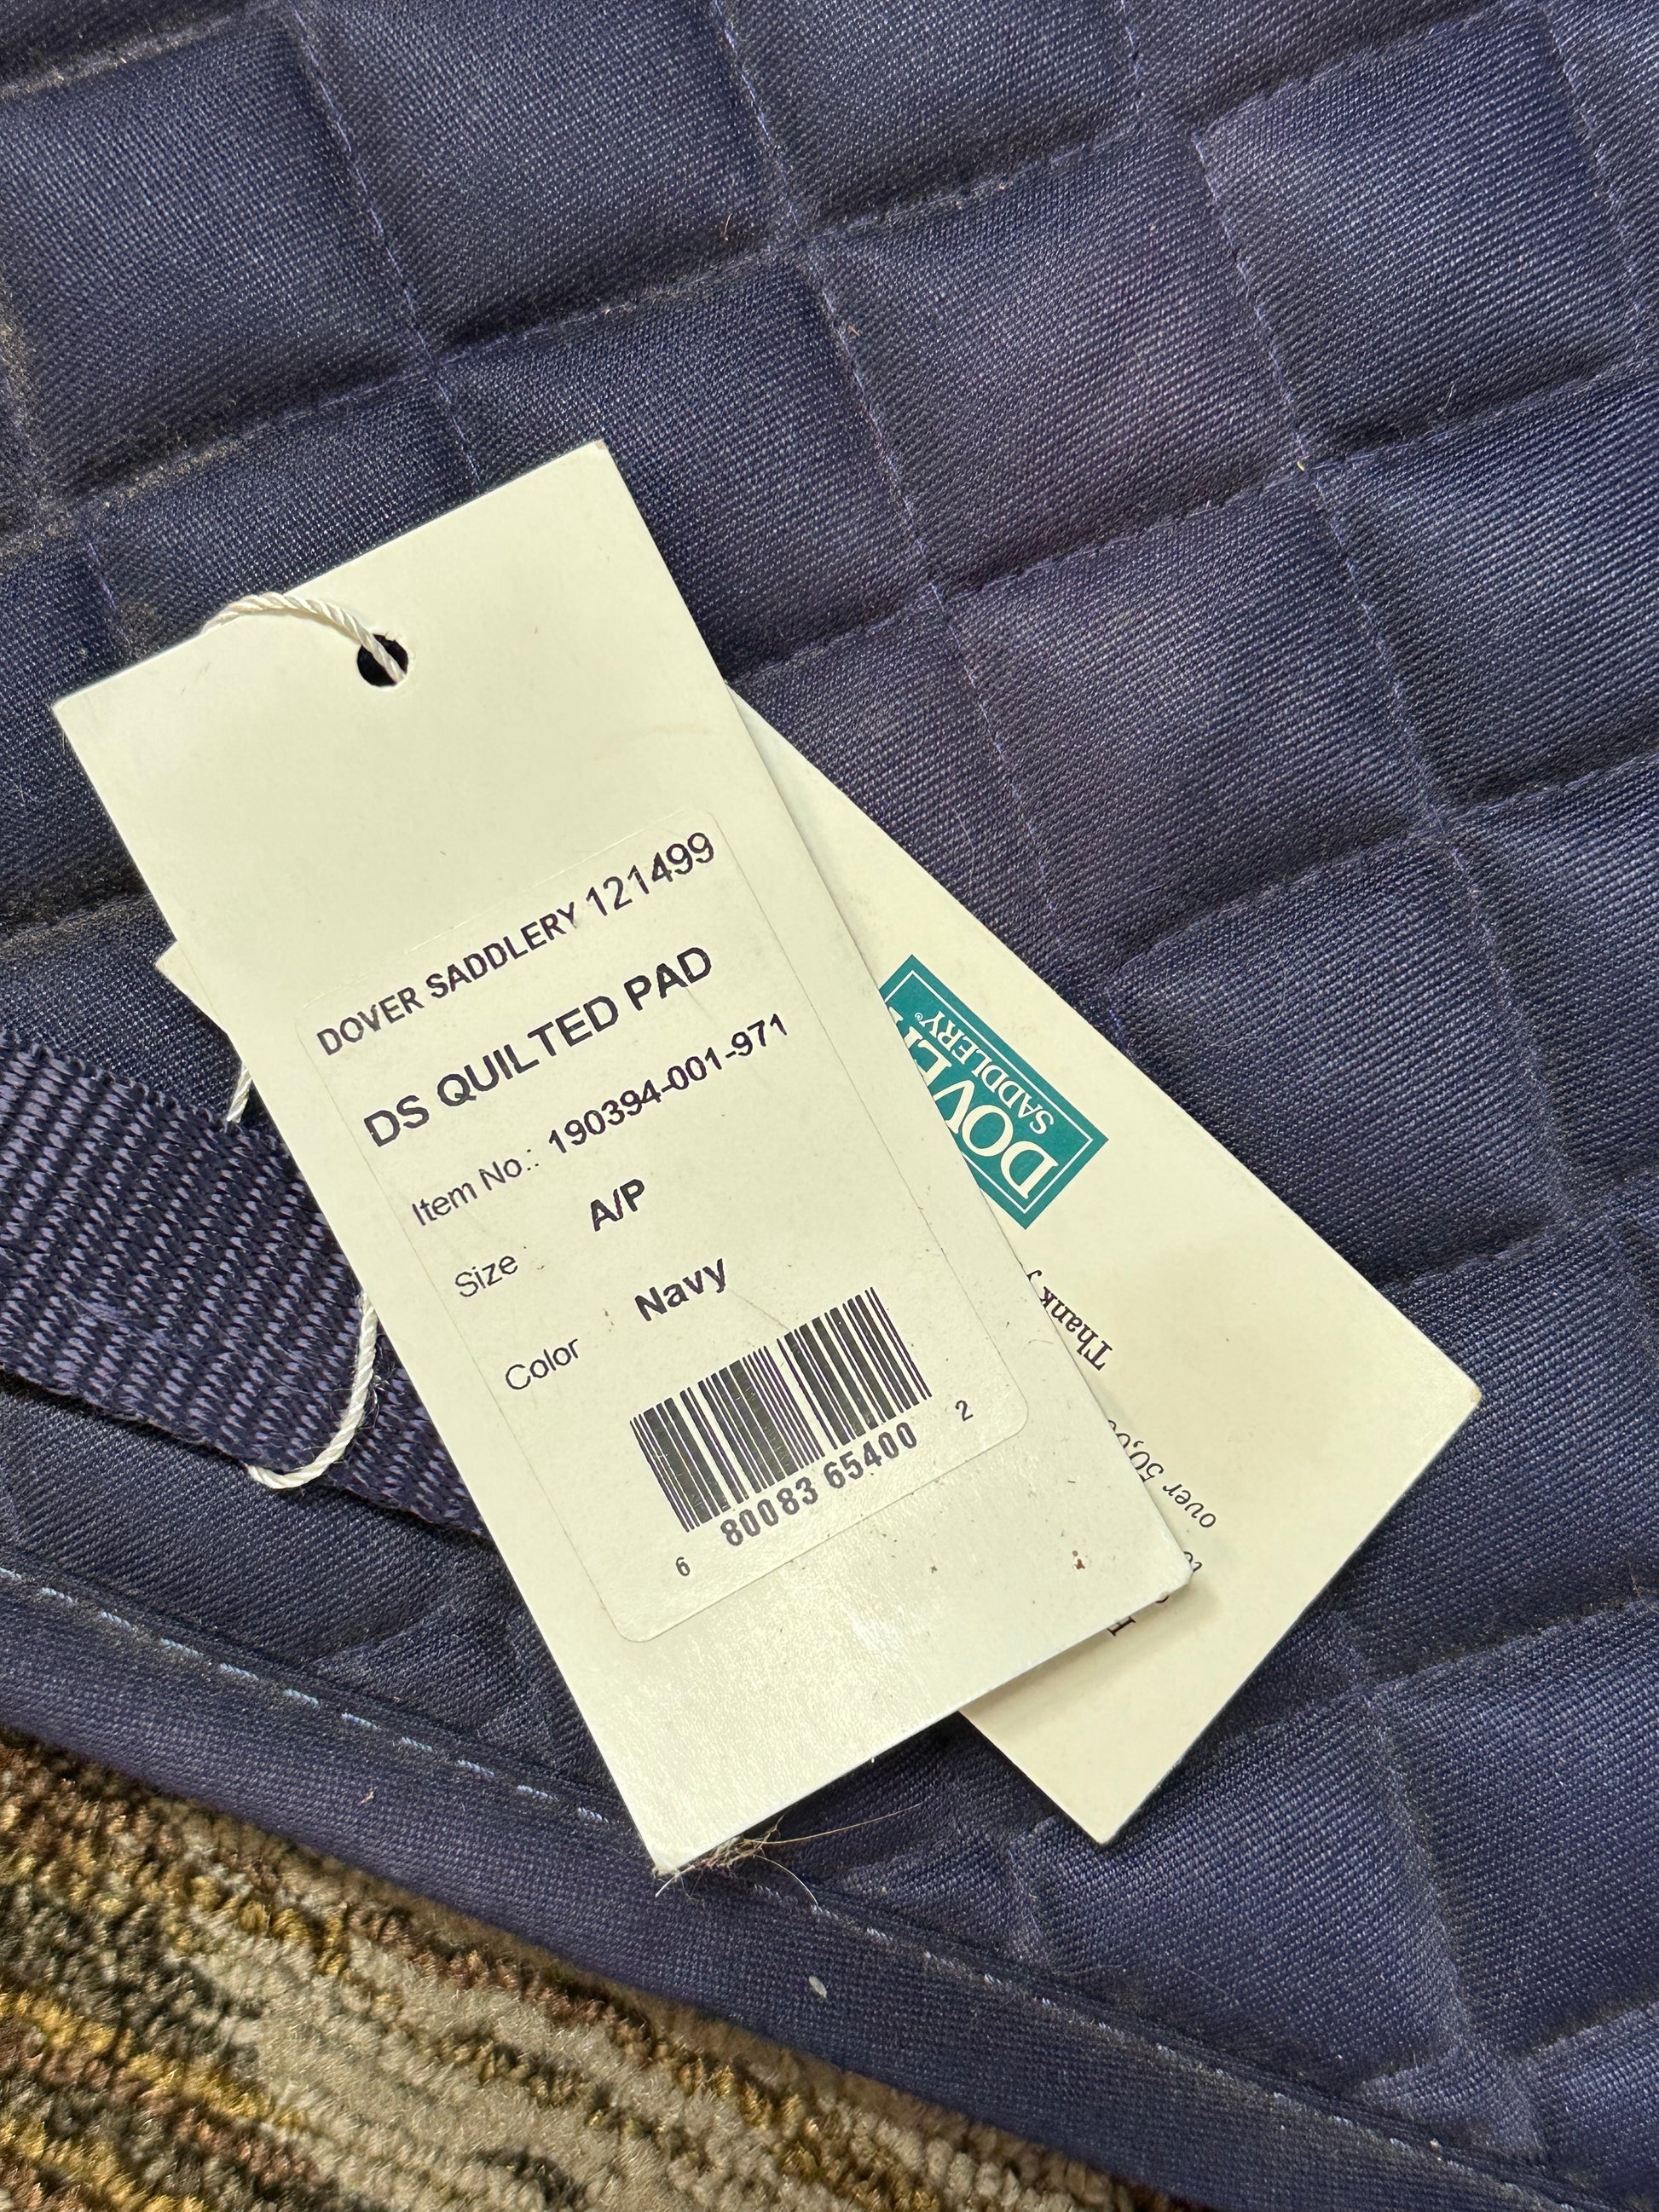 DOVER SADDLERY 121499
DS QUILTED PAD
Item No.: 190394-001-971
Size A/P
Color Navy
6 80083 65400 2
SADDLERY®
Thank
over 50,0